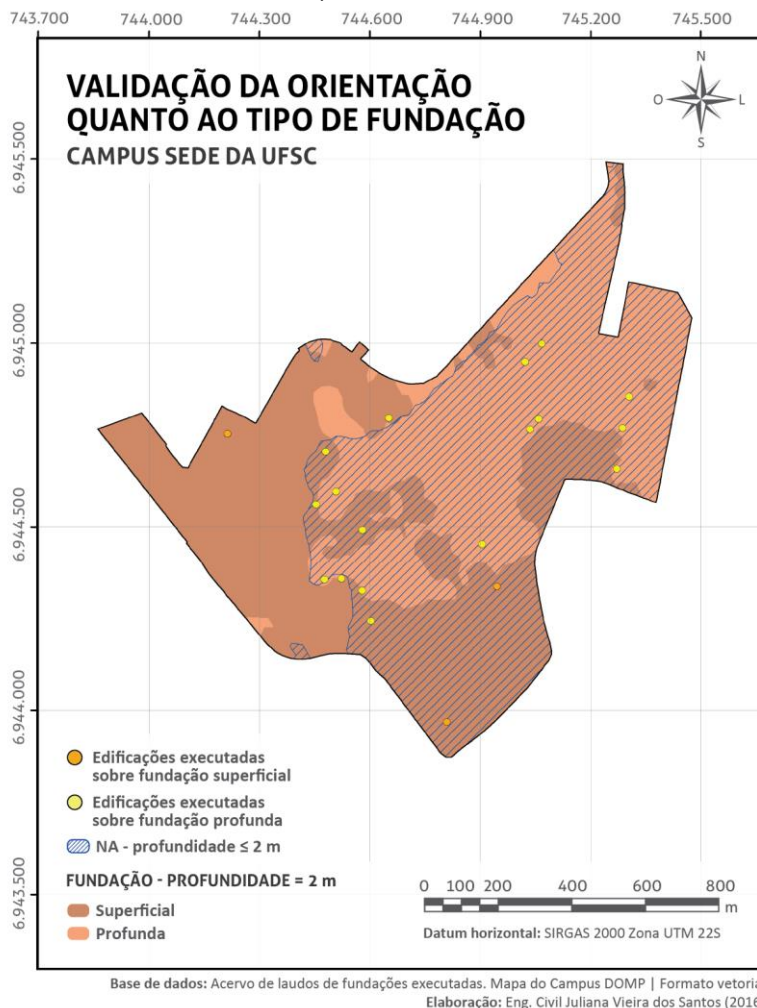 743.700 744.000 744.300 744.600 744.900 745.200 745.500
VALIDAÇÃO DA ORIENTAÇÃO
QUANTO AO TIPO DE FUNDAÇÃO
CAMPUS SEDE DA UFSC
N
O L
S
6.945.500
6.945.000
6.944.500
6.944.000
6.943.500
Edificações executadas
sobre fundação superficial
Edificações executadas
sobre fundação profunda
NA - profundidade ≤ 2 m
FUNDAÇÃO - PROFUNDIDADE = 2 m
Superficial
Profunda
0 100 200 400 600 800
m
Datum horizontal: SIRGAS 2000 Zona UTM 22S
Base de dados: Acervo de laudos de fundações executadas. Mapa do Campus DOMP | Formato vetoria
Elaboração: Eng. Civil Juliana Vieira dos Santos (2016